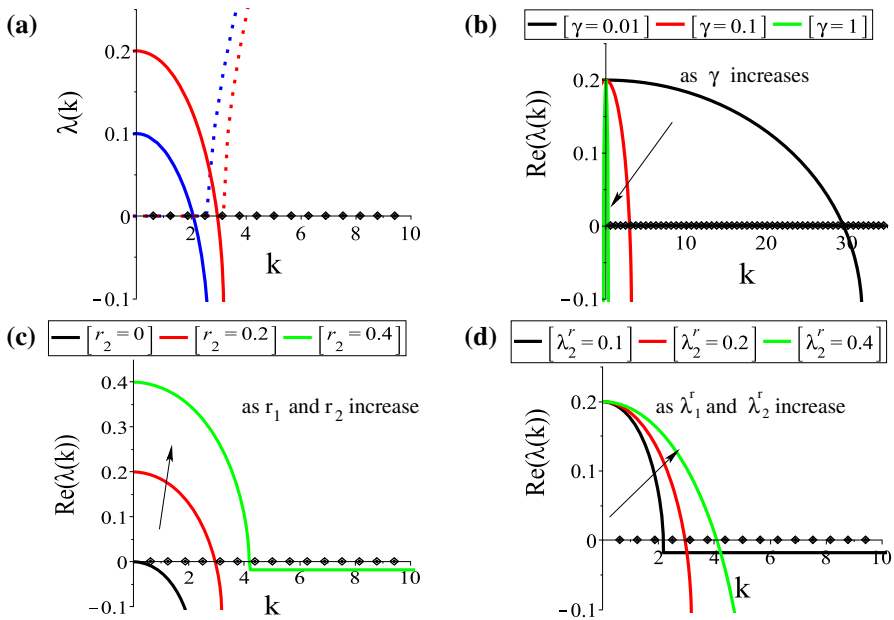 (a)
λ(k)
0.2
0.1
0
−0.1
2 4 6 8 10
k
(b)
[γ = 0.01] [γ = 0.1] [γ = 1]
as γ increases
Re(λ(k))
0.2
0.1
0
−0.1
10 20 30
k
(c)
[r₂ = 0] [r₂ = 0.2] [r₂ = 0.4]
as r₁ and r₂ increase
Re(λ(k))
0.4
0.3
0.2
0.1
0
−0.1
2 4 6 8 10
k
(d)
[λ₂ʳ = 0.1] [λ₂ʳ = 0.2] [λ₂ʳ = 0.4]
as λ₁ʳ and λ₂ʳ increase
Re(λ(k))
0.2
0.1
0
−0.1
2 4 6 8 10
k